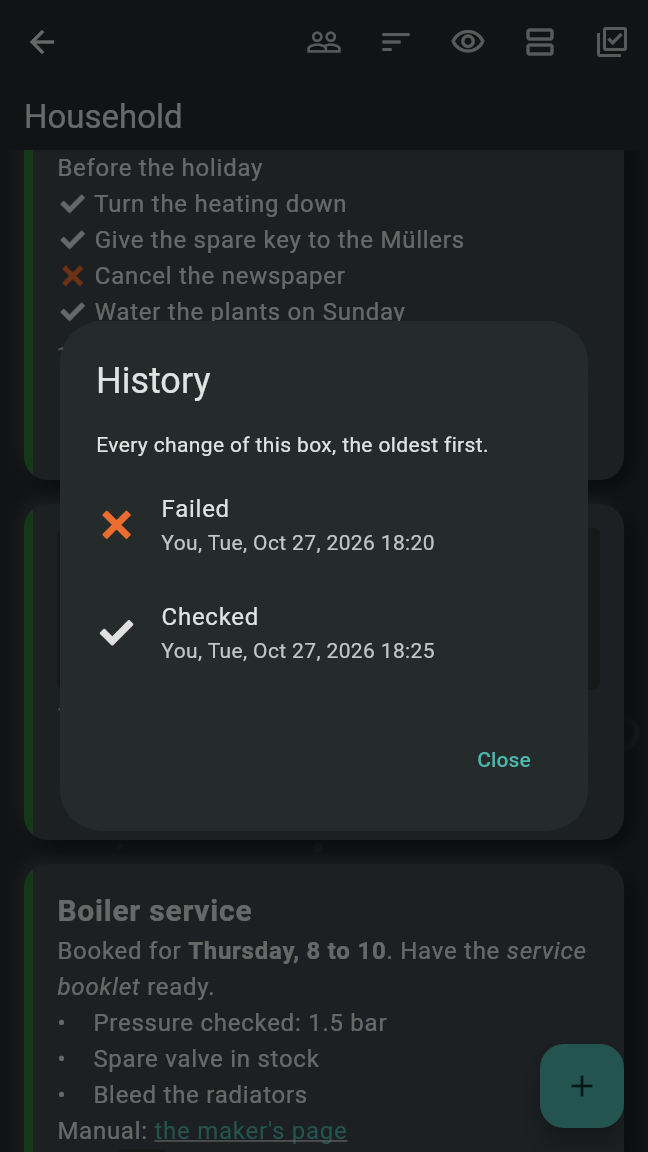 Household
Before the holiday
Turn the heating down
Give the spare key to the Müllers
Cancel the newspaper
Water the plants on Sunday
History
Every change of this box, the oldest first.
Failed
You, Tue, Oct 27, 2026 18:20
Checked
You, Tue, Oct 27, 2026 18:25
Close
Boiler service
Booked for Thursday, 8 to 10. Have the service
booklet ready.
• Pressure checked: 1.5 bar
• Spare valve in stock
• Bleed the radiators
Manual: the maker's page